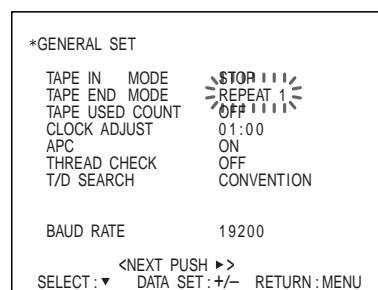 *GENERAL SET
TAPE IN MODE STOP
TAPE END MODE REPEAT 1
TAPE USED COUNT OFF
CLOCK ADJUST 01:00
APC ON
THREAD CHECK OFF
T/D SEARCH CONVENTION
BAUD RATE 19200
<NEXT PUSH ►>
SELECT:▼ DATA SET:+/– RETURN:MENU